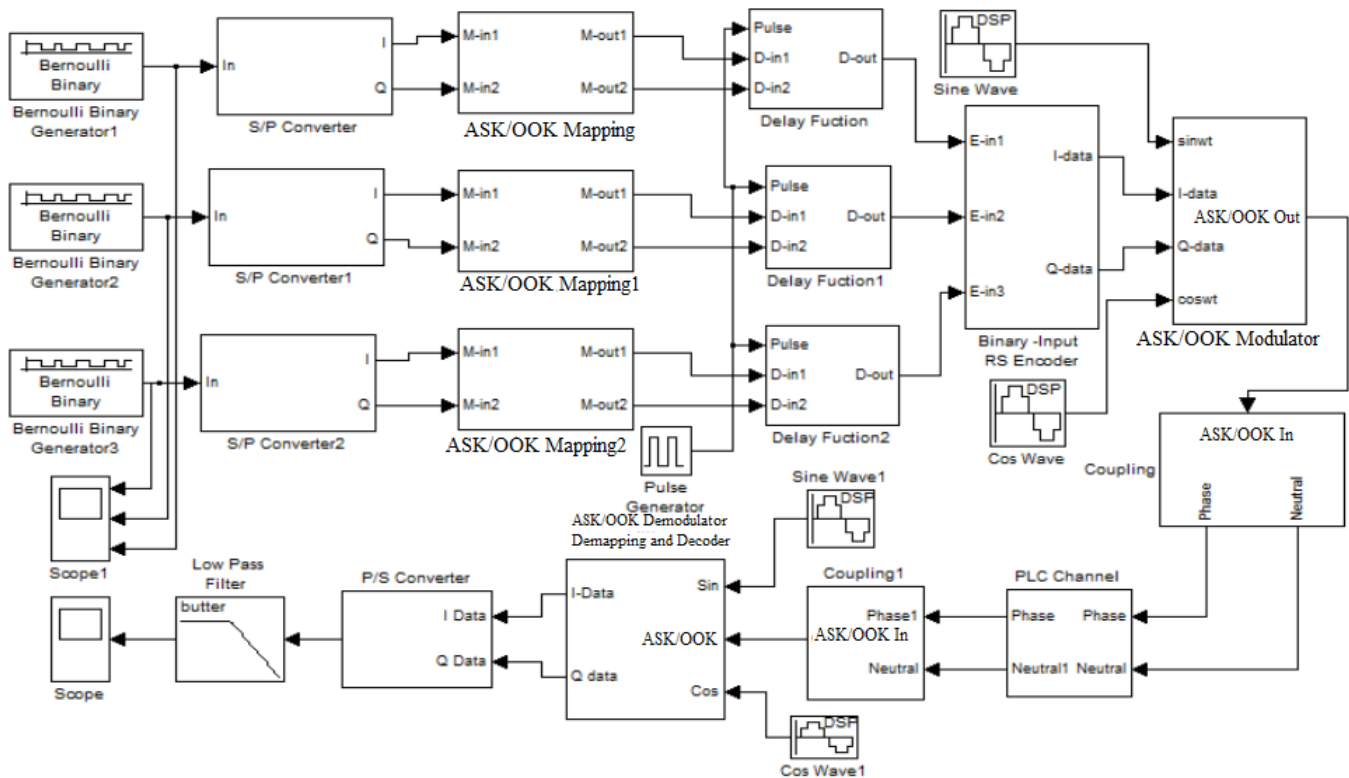 Bernoulli
Binary
Bernoulli Binary
Generator1
In
I
Q
S/P Converter
M-in1
M-in2
M-out1
M-out2
ASK/OOK Mapping
Pulse
D-in1
D-in2
D-out
Delay Fuction
DSP
Sine Wave
Bernoulli
Binary
Bernoulli Binary
Generator2
In
I
Q
S/P Converter1
M-in1
M-in2
M-out1
M-out2
ASK/OOK Mapping1
Pulse
D-in1
D-in2
D-out
Delay Fuction1
E-in1
E-in2
E-in3
I-data
Q-data
Binary -Input
RS Encoder
sinwt
I-data
ASK/OOK Out
Q-data
coswt
ASK/OOK Modulator
Bernoulli
Binary
Bernoulli Binary
Generator3
In
I
Q
S/P Converter2
M-in1
M-in2
M-out1
M-out2
ASK/OOK Mapping2
Pulse
D-in1
D-in2
D-out
Delay Fuction2
DSP
Cos Wave
Pulse
Generator
ASK/OOK In
Phase
Neutral
Coupling
Scope1
Scope
Low Pass
Filter
butter
P/S Converter
I Data
Q Data
ASK/OOK Demodulator
Demapping and Decoder
I-Data
Q data
Sin
ASK/OOK
Cos
Sine Wave1
DSP
DSP
Cos Wave1
Coupling1
Phase1
ASK/OOK In
Neutral
PLC Channel
Phase
Phase
Neutral1
Neutral